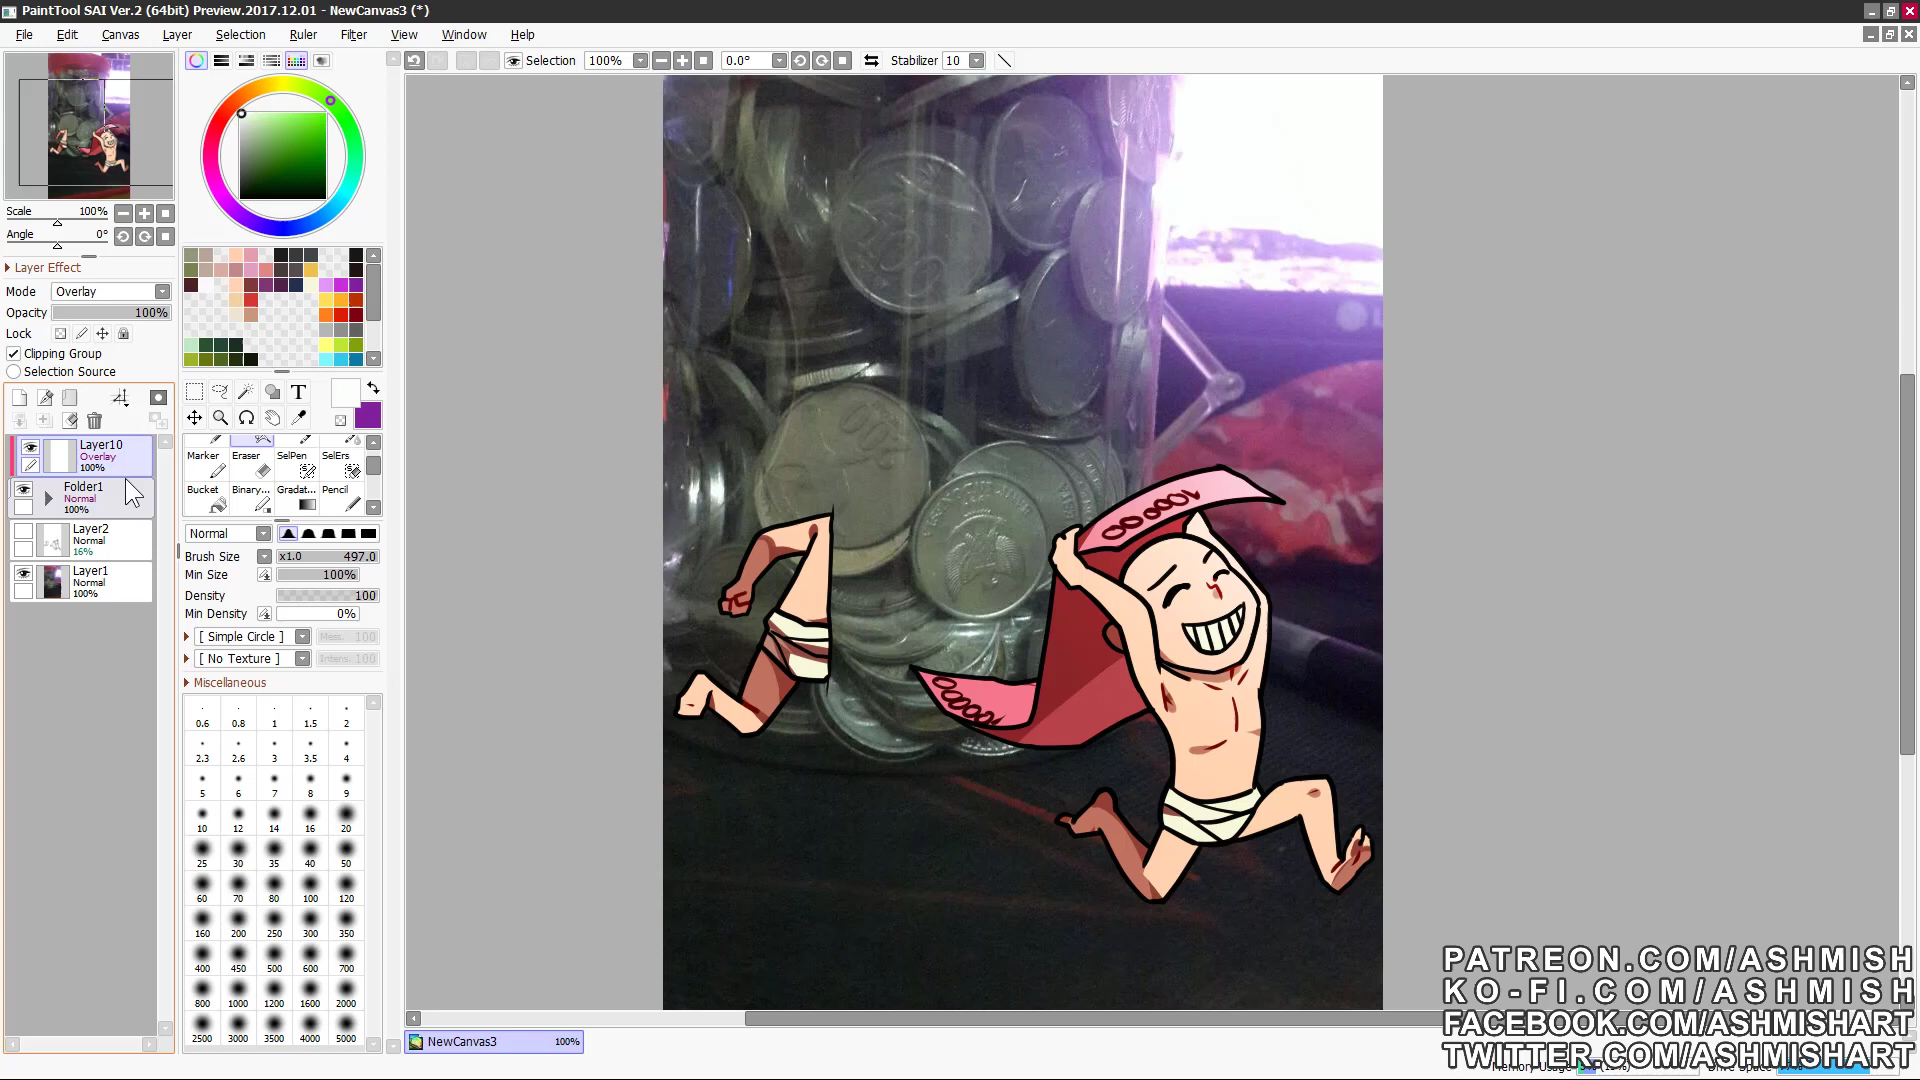 PaintTool SAI Ver.2 (64bit) Preview.2017.12.01 - NewCanvas3 (*)
File Edit Canvas Layer Selection Ruler Filter View Window Help
Selection 100% 0.0° Stabilizer 10
Scale 100%
Angle 0°
Layer Effect
Mode Overlay
Opacity 100%
Lock
Clipping Group
Selection Source
Layer10
Overlay
100%
Folder1
Normal
100%
Layer2
Normal
16%
Layer1
Normal
100%
T
Marker Eraser SelPen SelErs
Bucket Binary... Gradat... Pencil
Normal
Brush Size x1.0 497.0
Min Size 100%
Density 100
Min Density 0%
[ Simple Circle ] 100
[ No Texture ] Intens. 100
Miscellaneous
0.6 0.8 1 1.5 2
2.3 2.6 3 3.5 4
5 6 7 8 9
10 12 14 16 20
25 30 35 40 50
60 70 80 100 120
160 200 250 300 350
400 450 500 600 700
800 1000 1200 1600 2000
2500 3000 3500 4000 5000
NewCanvas3 100%
PATREON.COM/ASHMISH
KO-FI.COM/ASHMISH
FACEBOOK.COM/ASHMISHART
TWITTER.COM/ASHMISHART
Memory Usage
Drive Space